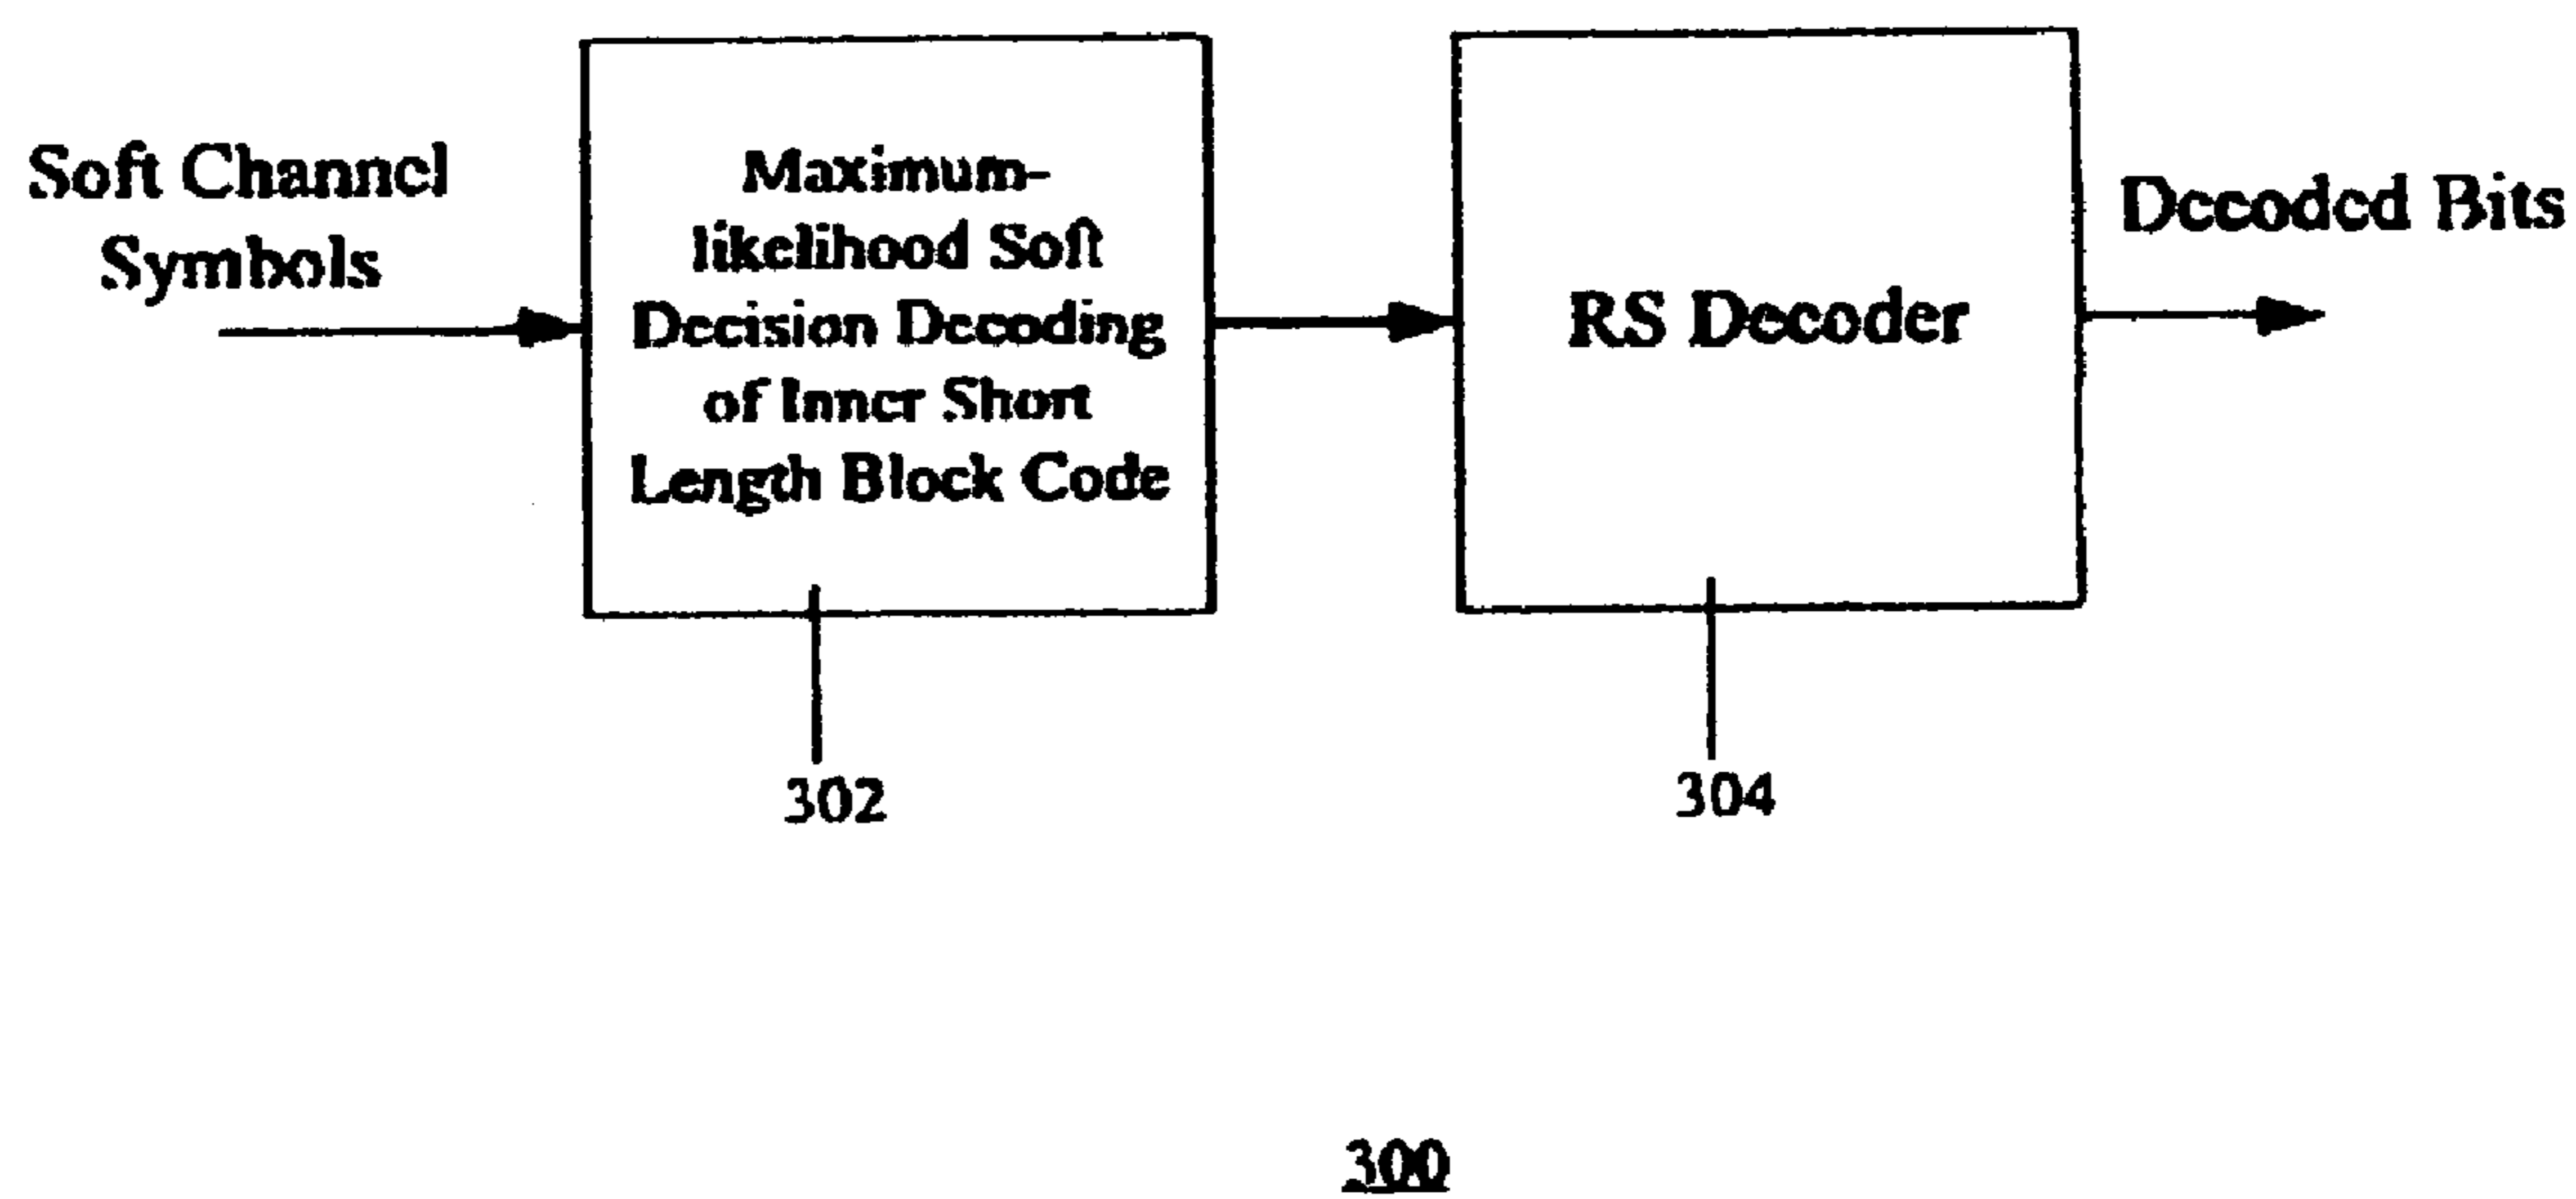 Soft Channel
Symbols
Maximum-
likelihood Soft
Decision Decoding
of Inner Short
Length Block Code
RS Decoder
Decoded Bits
302
304
300